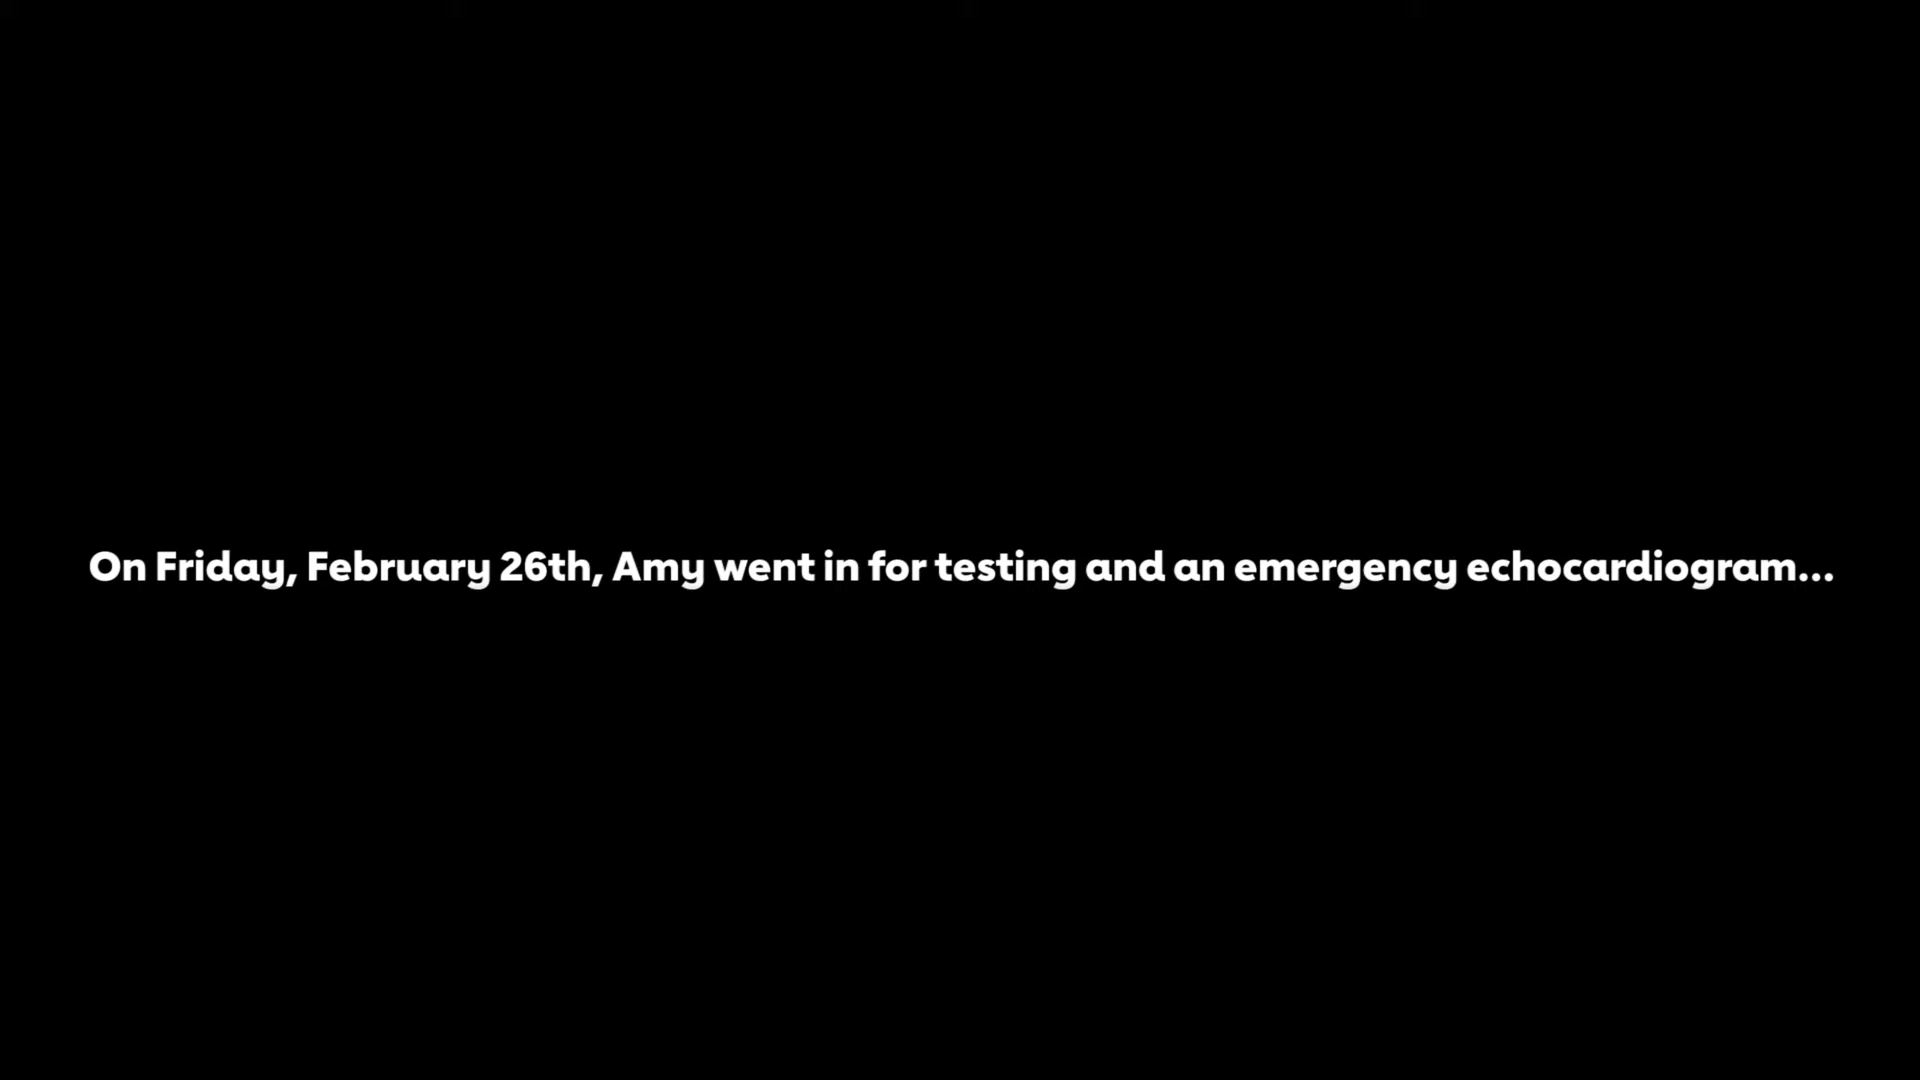 On Friday, February 26th, Amy went in for testing and an emergency echocardiogram...